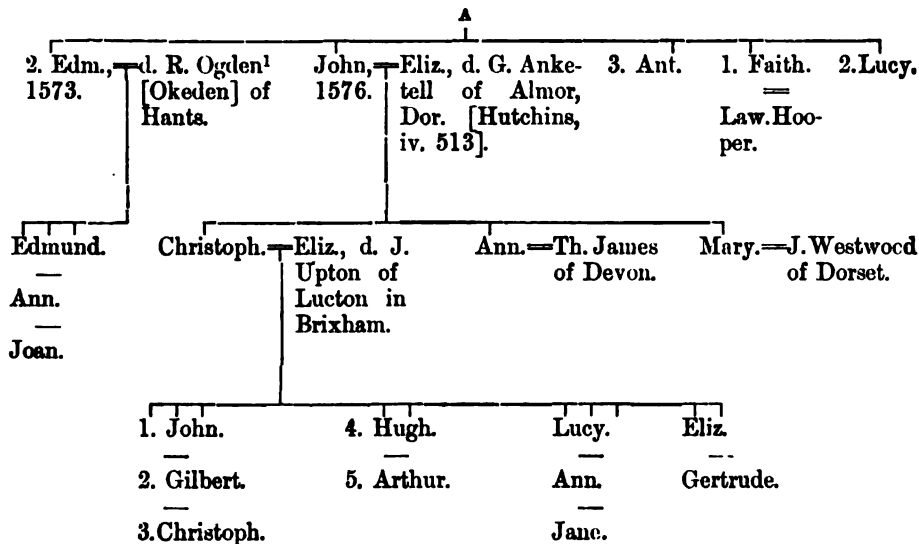 A
2. Edm., 1573.
d. R. Ogden¹ [Okeden] of Hants.
John, 1576.
Eliz., d. G. Anke-
tell of Almor,
Dor. [Hutchins,
iv. 513].
3. Ant.
1. Faith.
Law. Hoo-
per.
2. Lucy.
Edmund.
Ann.
Joan.
Christoph.
Eliz., d. J.
Upton of
Lucton in
Brixham.
Ann.
Th. James
of Devon.
Mary.
J. Westwood
of Dorset.
1. John.
2. Gilbert.
3. Christoph.
4. Hugh.
5. Arthur.
Lucy.
Ann.
Jane.
Eliz.
Gertrude.